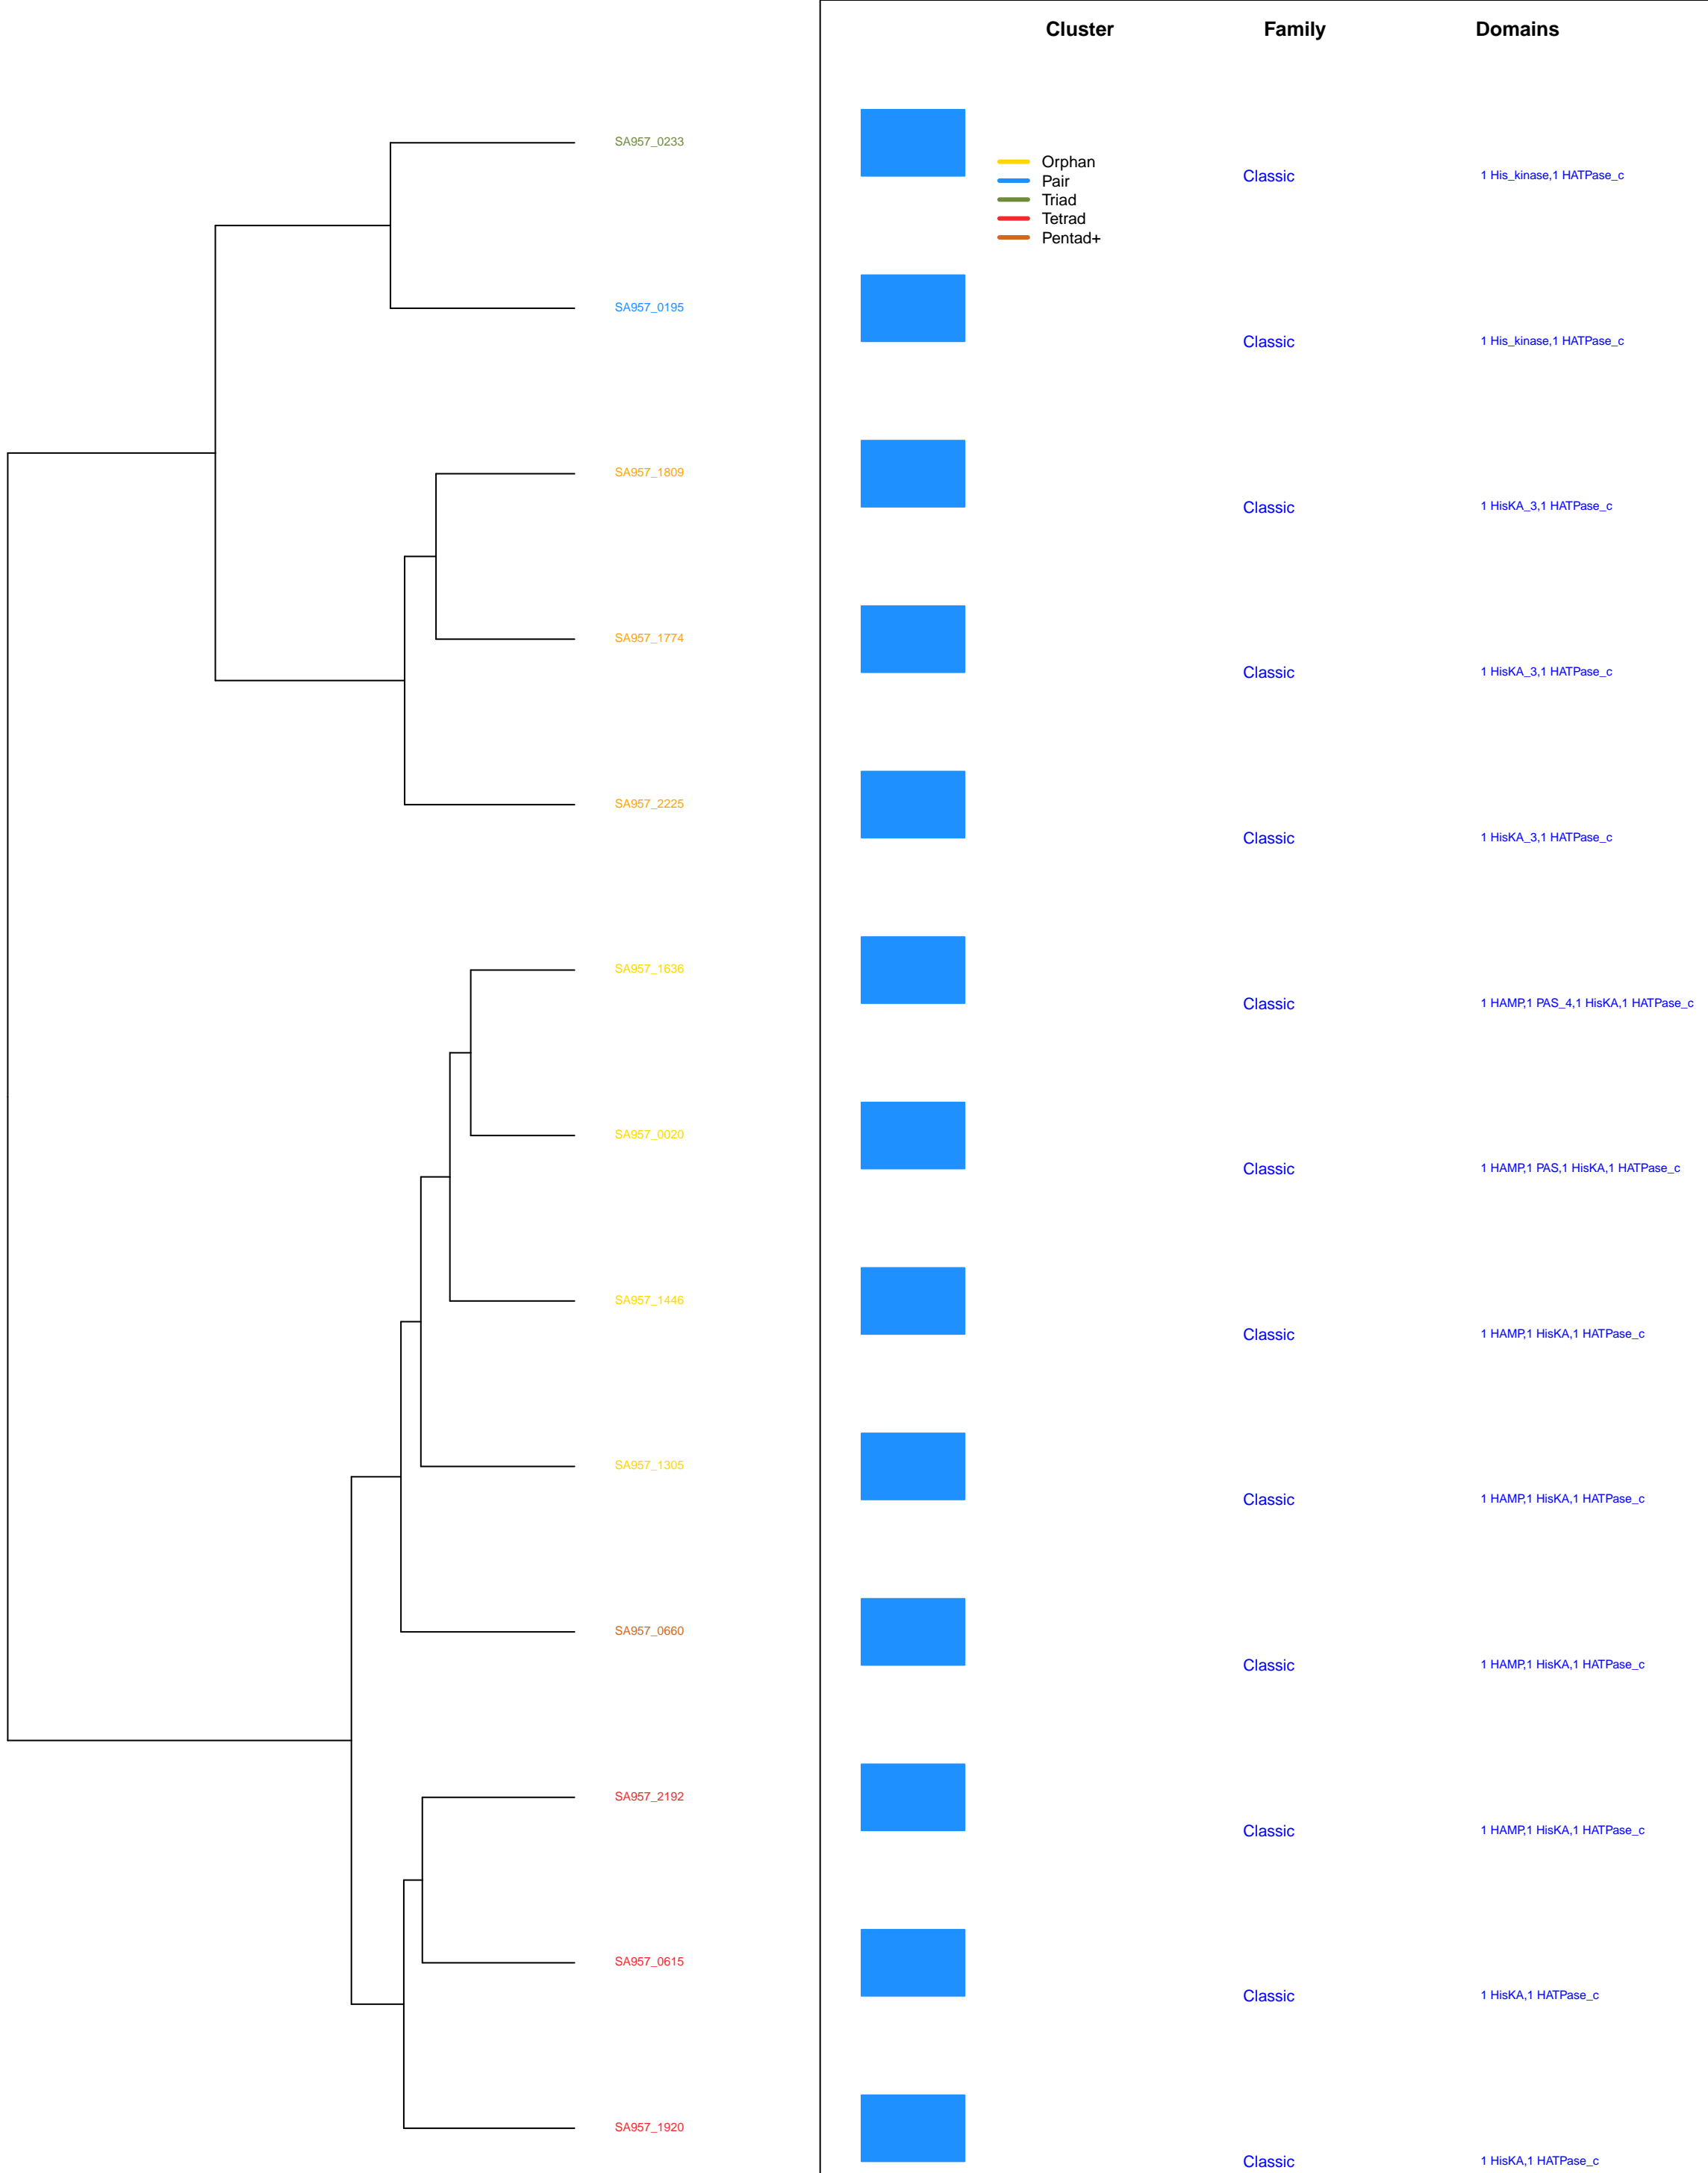 Cluster Family Domains
SA957_0233
Orphan
Pair
Triad
Tetrad
Pentad+
Classic 1 His_kinase,1 HATPase_c
SA957_0195
Classic 1 His_kinase,1 HATPase_c
SA957_1809
Classic 1 HisKA_3,1 HATPase_c
SA957_1774
Classic 1 HisKA_3,1 HATPase_c
SA957_2225
Classic 1 HisKA_3,1 HATPase_c
SA957_1636
Classic 1 HAMP,1 PAS_4,1 HisKA,1 HATPase_c
SA957_0020
Classic 1 HAMP,1 PAS,1 HisKA,1 HATPase_c
SA957_1446
Classic 1 HAMP,1 HisKA,1 HATPase_c
SA957_1305
Classic 1 HAMP,1 HisKA,1 HATPase_c
SA957_0660
Classic 1 HAMP,1 HisKA,1 HATPase_c
SA957_2192
Classic 1 HAMP,1 HisKA,1 HATPase_c
SA957_0615
Classic 1 HisKA,1 HATPase_c
SA957_1920
Classic 1 HisKA,1 HATPase_c